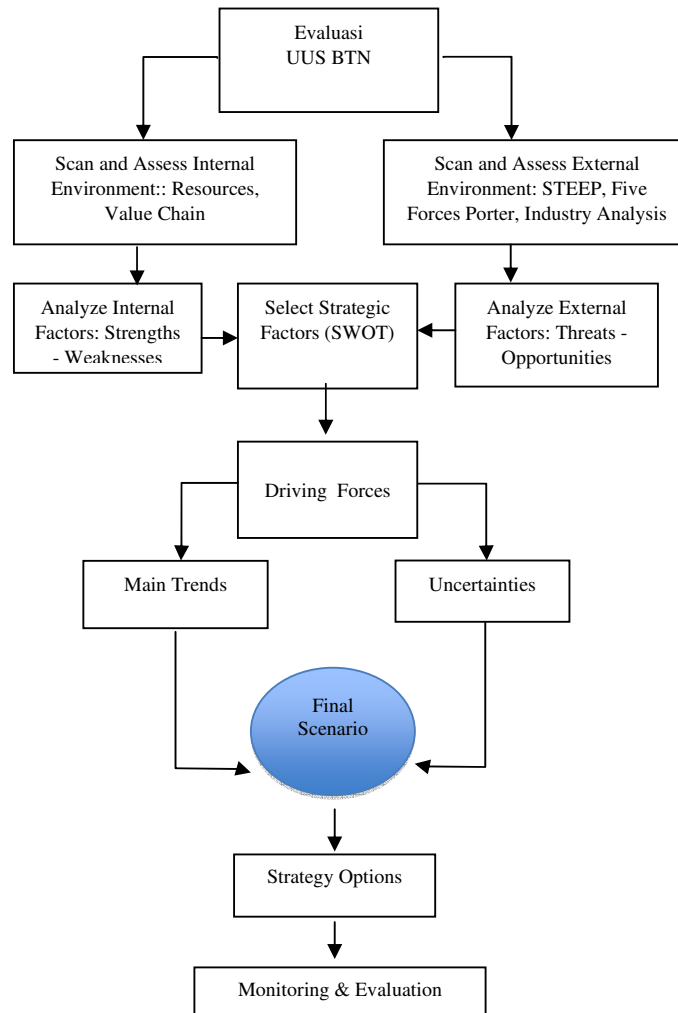 Evaluasi
UUS BTN
Scan and Assess Internal
Environment:: Resources,
Value Chain
Scan and Assess External
Environment: STEEP, Five
Forces Porter, Industry Analysis
Analyze Internal
Factors: Strengths
- Weaknesses
Select Strategic
Factors (SWOT)
Analyze External
Factors: Threats -
Opportunities
Driving Forces
Main Trends
Uncertainties
Final
Scenario
Strategy Options
Monitoring & Evaluation